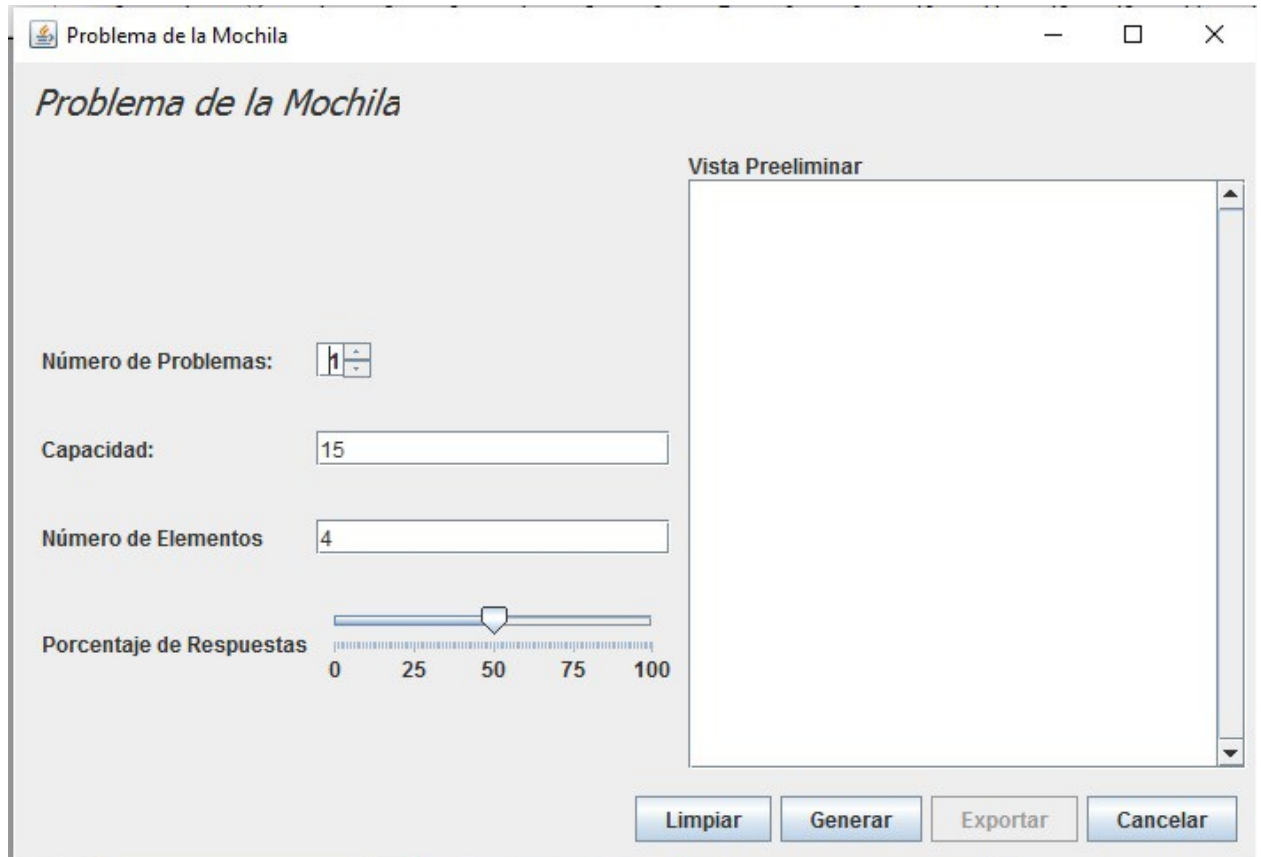 Problema de la Mochila
Problema de la Mochila
Vista Preeliminar
Número de Problemas: 1
Capacidad: 15
Número de Elementos 4
Porcentaje de Respuestas
0 25 50 75 100
Limpiar Generar Exportar Cancelar